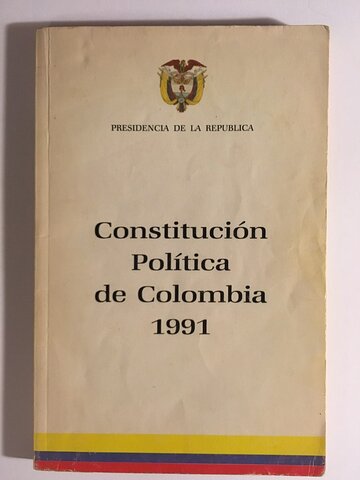 PRESIDENCIA DE LA REPUBLICA
Constitución
Política
de Colombia
1991